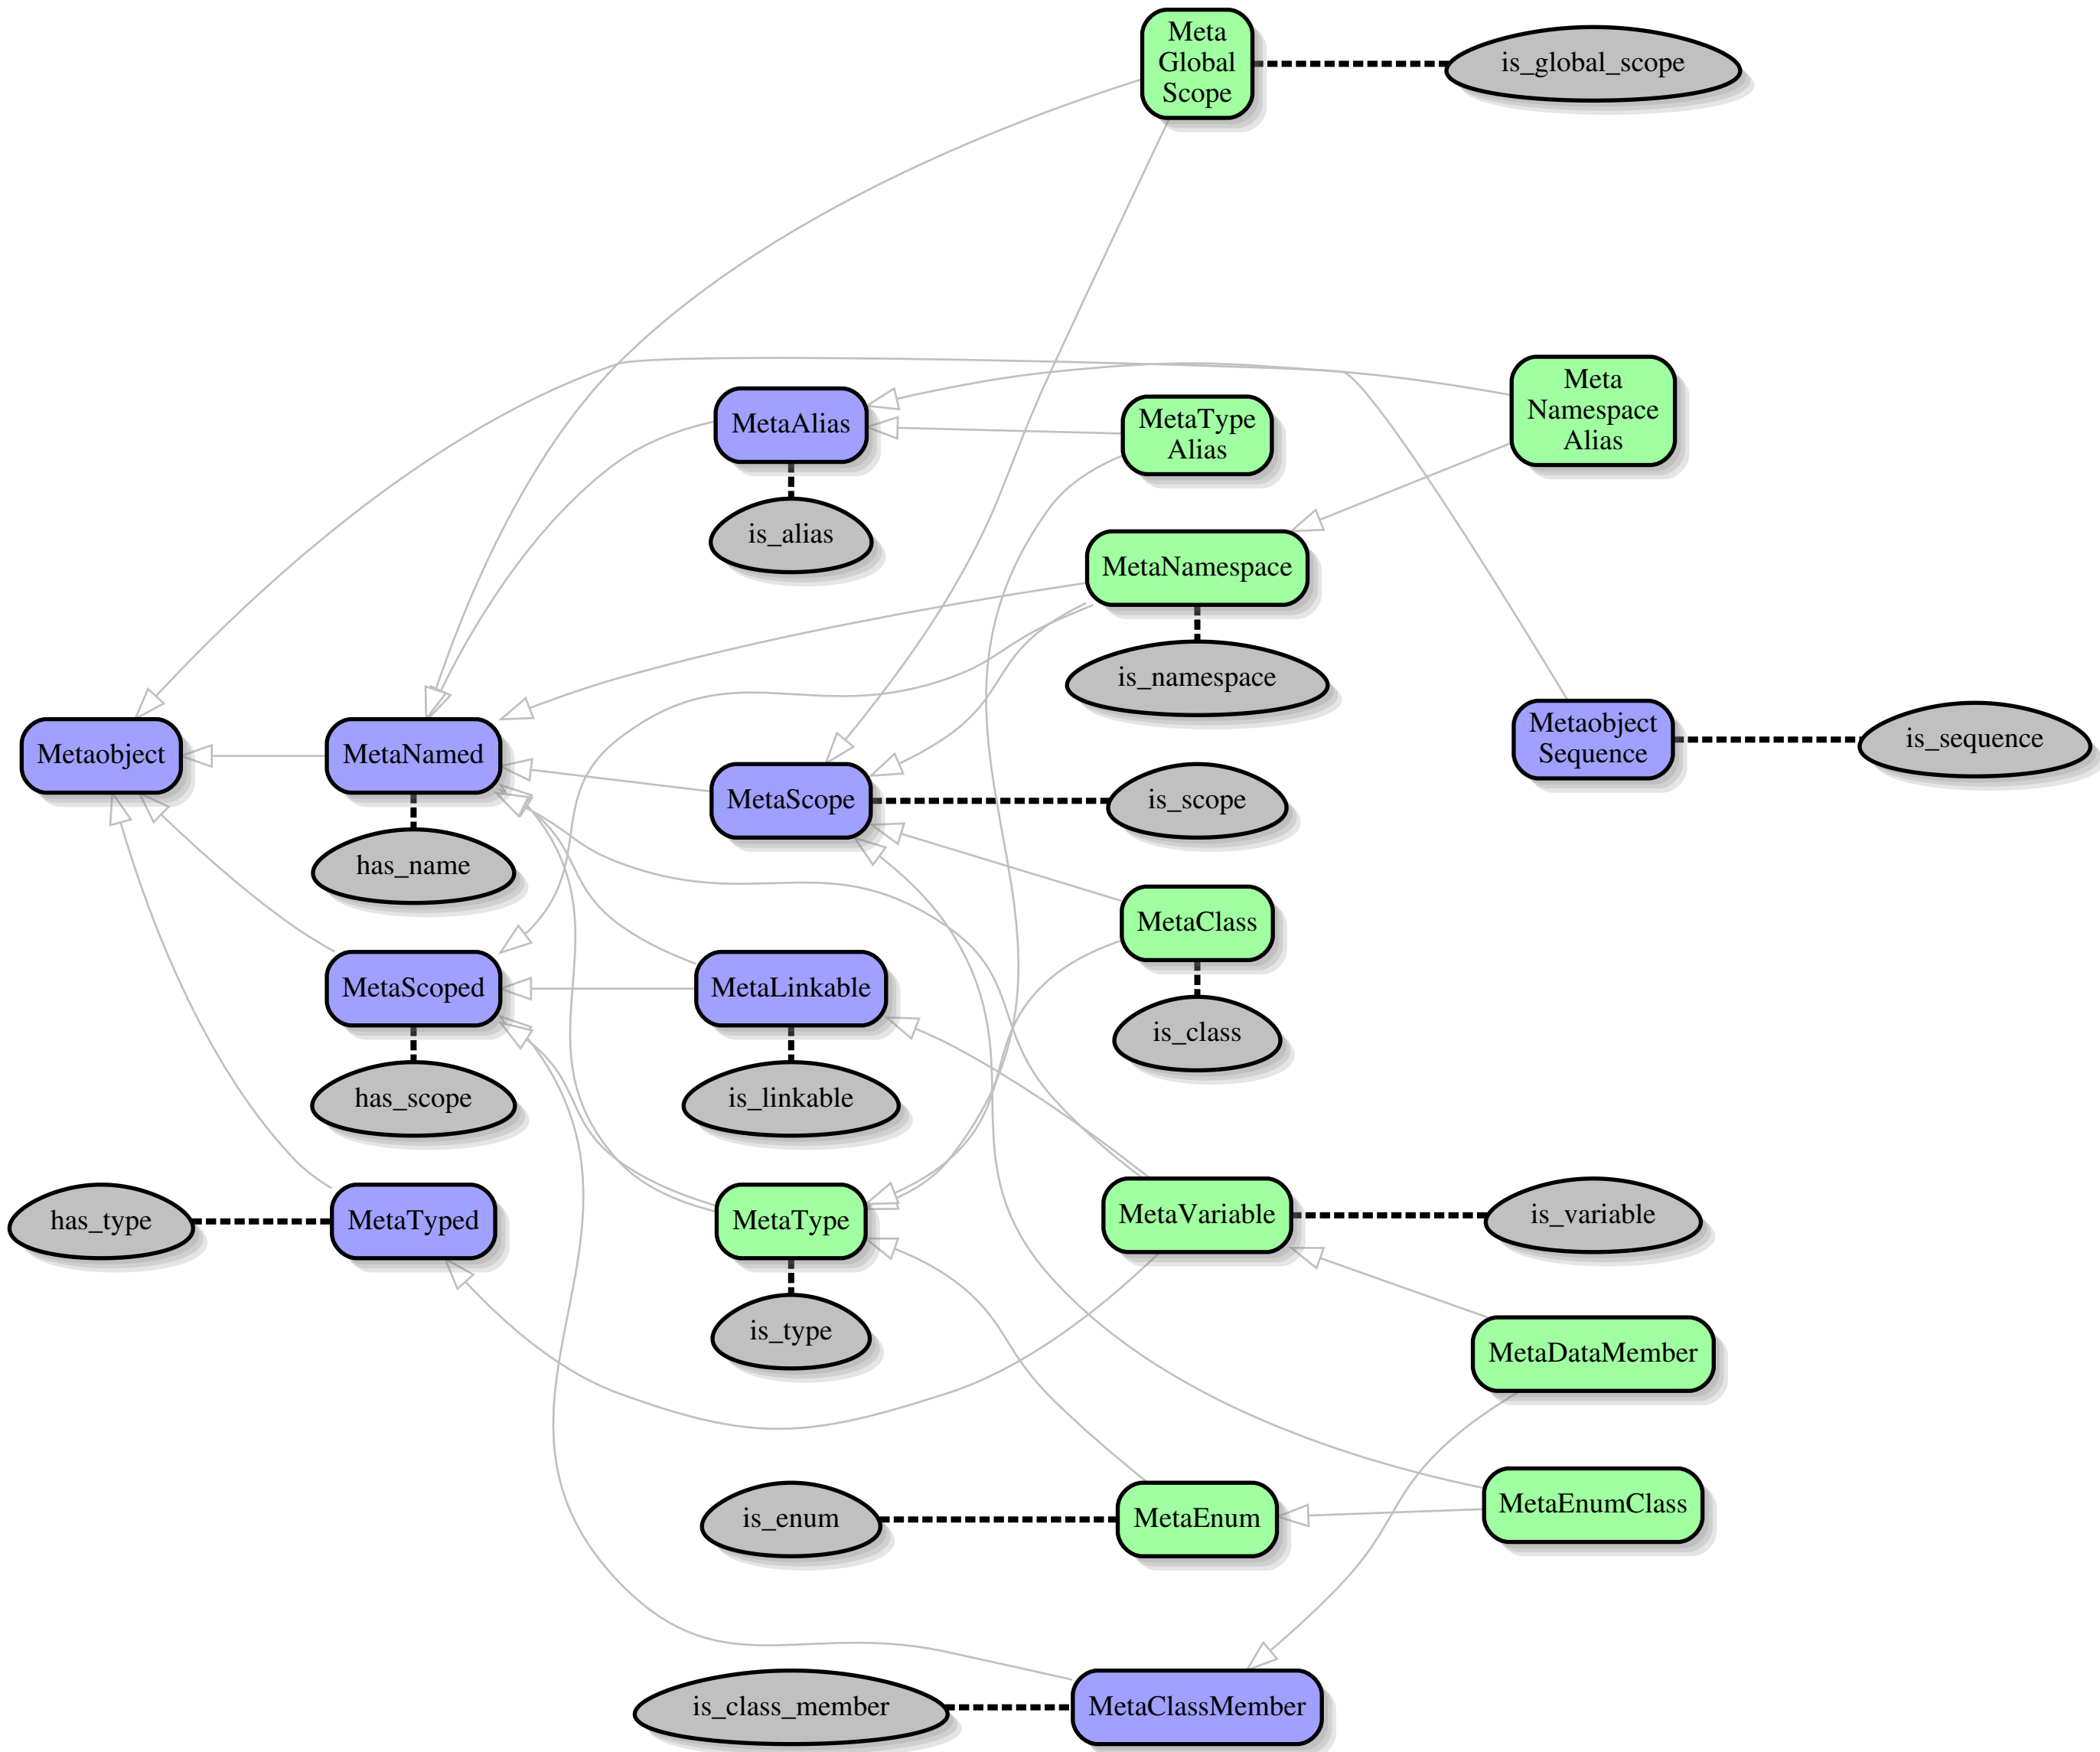 Meta
Global
Scope
is_global_scope
Meta
Namespace
Alias
MetaAlias
MetaType
Alias
is_alias
MetaNamespace
is_namespace
Metaobject
MetaNamed
Metaobject
Sequence
is_sequence
MetaScope
is_scope
has_name
MetaClass
MetaScoped
MetaLinkable
is_class
has_scope
is_linkable
has_type
MetaTyped
MetaType
MetaVariable
is_variable
is_type
MetaDataMember
is_enum
MetaEnum
MetaEnumClass
is_class_member
MetaClassMember